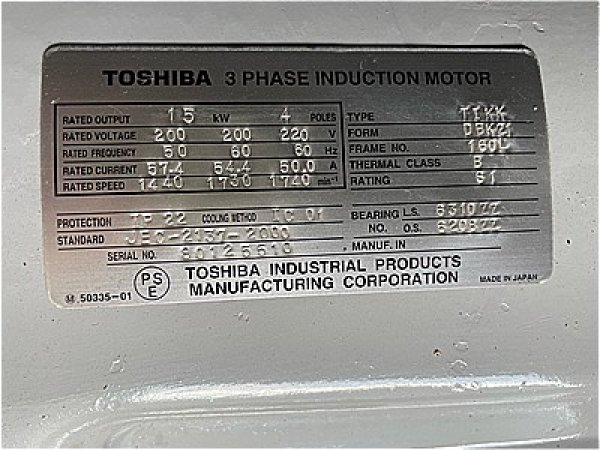 TOSHIBA 3 PHASE INDUCTION MOTOR
RATED OUTPUT 15 kW 4 POLES
RATED VOLTAGE 200 200 220 V
RATED FREQUENCY 50 60 60 Hz
RATED CURRENT 57.4 54.4 50.0 A
RATED SPEED 1440 1730 1740 min⁻¹
TYPE TIKK
FORM DBKZ1
FRAME NO. 160L
THERMAL CLASS B
RATING S1
PROTECTION IP 22 COOLING METHOD IC 01
STANDARD JEC-2137-2000
SERIAL NO. 80125510
BEARING L.S. 6310ZZ
NO. O.S. 6208ZZ
MANUF. IN
PS
E
TOSHIBA INDUSTRIAL PRODUCTS
MANUFACTURING CORPORATION
MADE IN JAPAN
M 50335-01